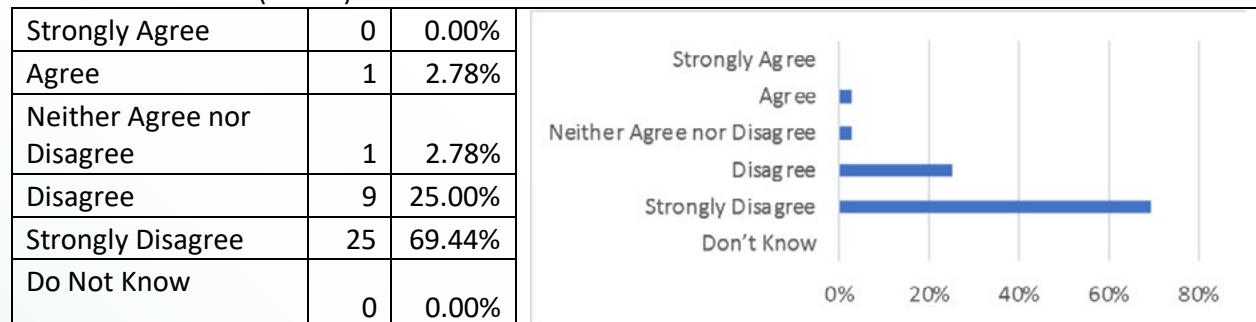 Strongly Agree 0 0.00%
Agree 1 2.78%
Neither Agree nor
Disagree 1 2.78%
Disagree 9 25.00%
Strongly Disagree 25 69.44%
Do Not Know
0 0.00%
Strongly Agree
Agree
Neither Agree nor Disagree
Disagree
Strongly Disagree
Don't Know
0% 20% 40% 60% 80%